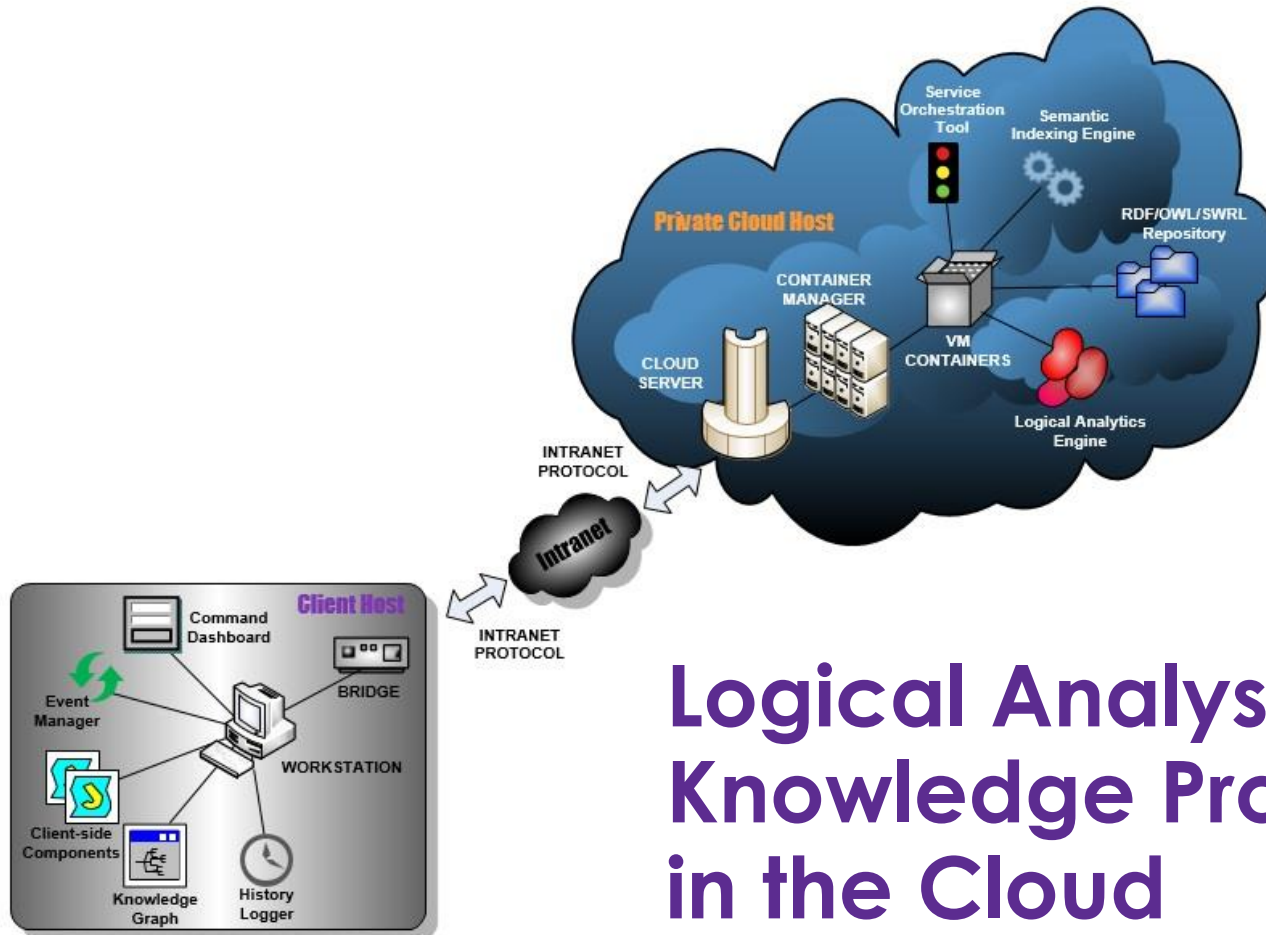 Service
Orchestration
Tool
Semantic
Indexing Engine
Private Cloud Host
RDF/OWL/SWRL
Repository
CONTAINER
MANAGER
CLOUD
SERVER
VM
CONTAINERS
Logical Analytics
Engine
INTRANET
PROTOCOL
Intranet
INTRANET
PROTOCOL
Client Host
Command
Dashboard
BRIDGE
Event
Manager
WORKSTATION
Client-side
Components
Knowledge
Graph
History
Logger
Logical
Knowledge
in the Cloud